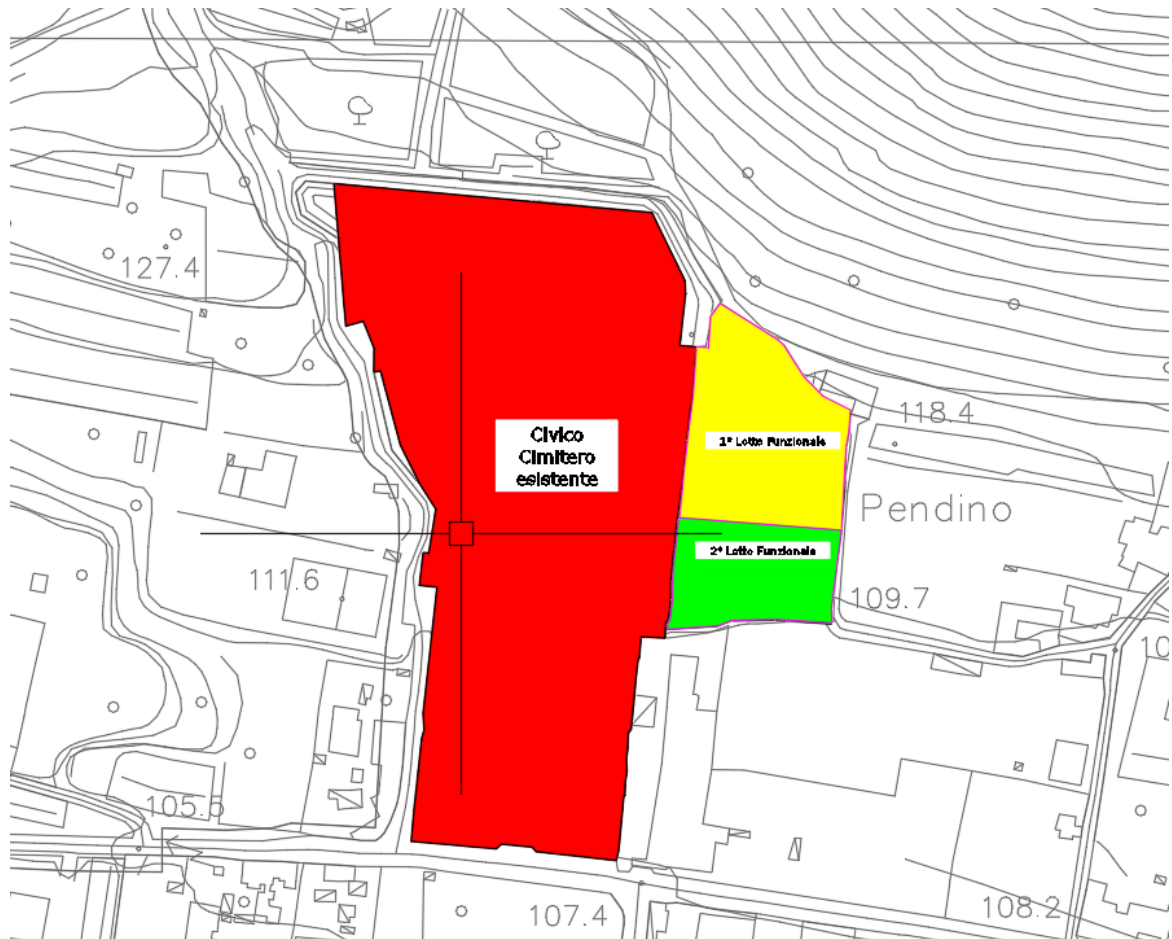 127.4
118.4
Civico
Cimitero
esistente
1° Lotto Funzionale
Pendino
2° Lotto Funzionale
111.6
109.7
10
105.5
107.4
108.2